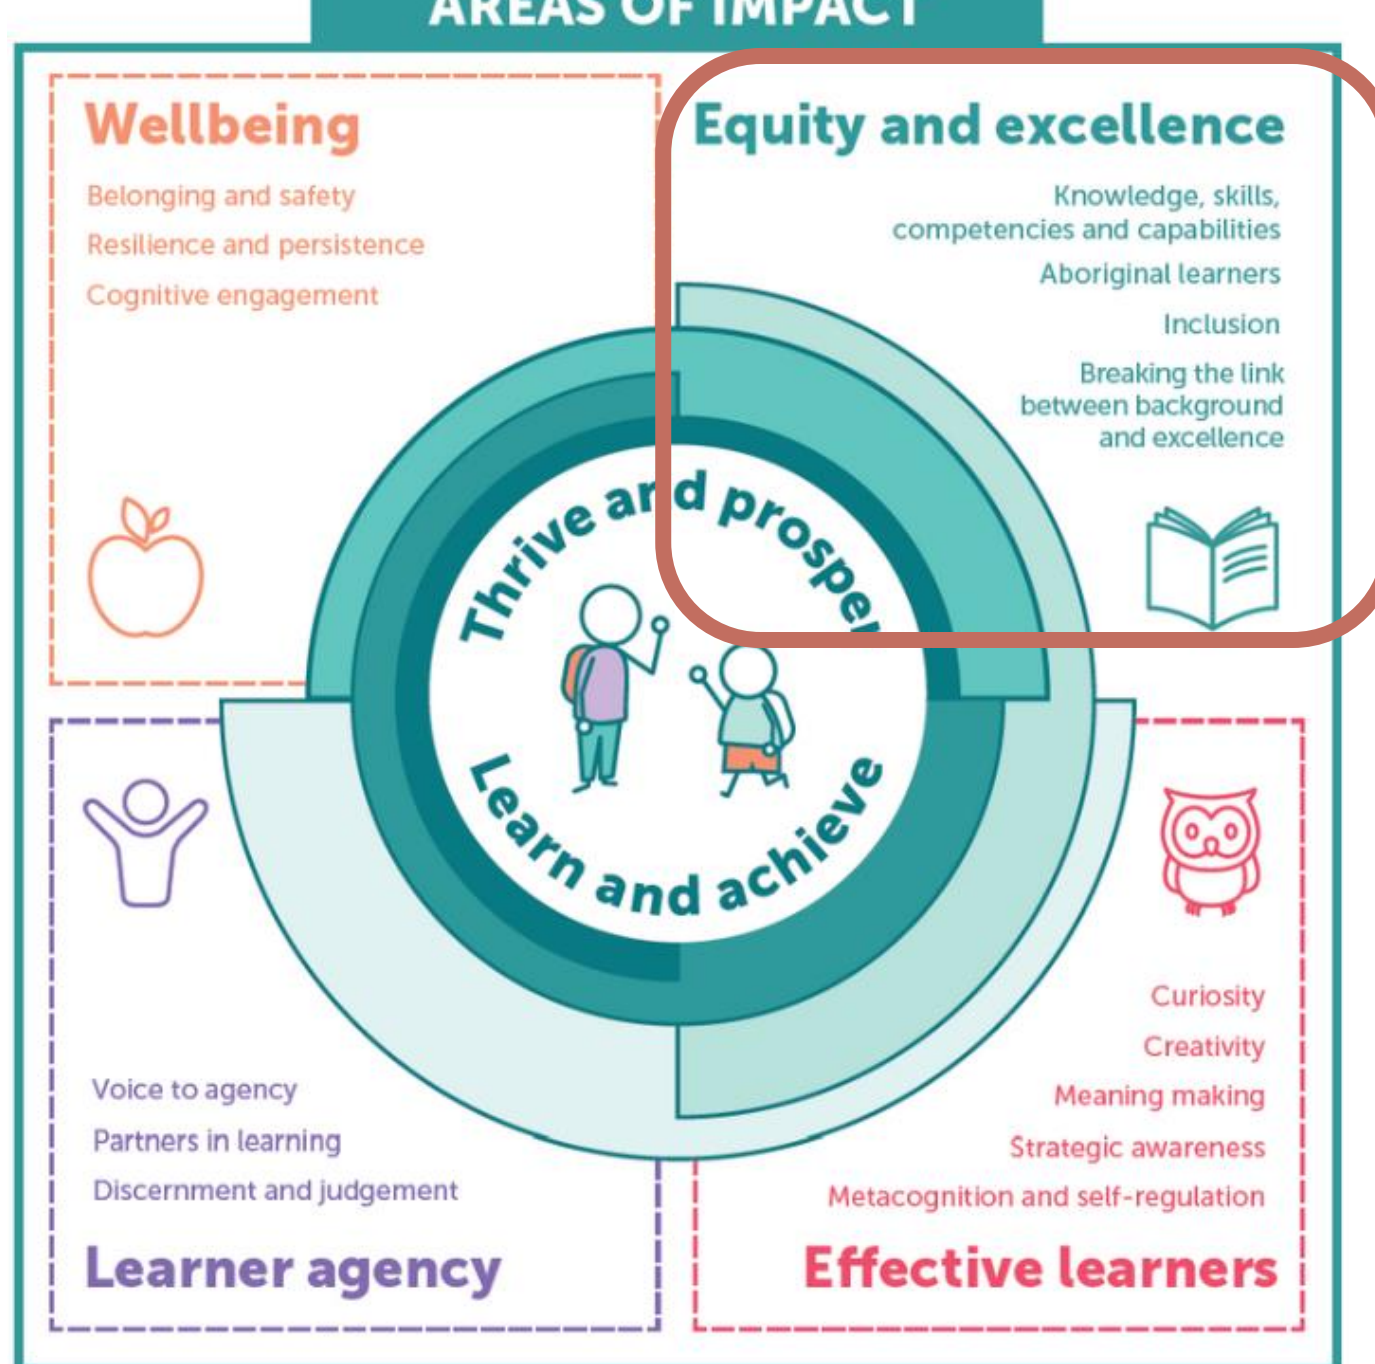 AREAS OF IMPACT
Wellbeing
Belonging and safety
Resilience and persistence
Cognitive engagement
Equity and excellence
Knowledge, skills,
competencies and capabilities
Aboriginal learners
Inclusion
Breaking the link
between background
and excellence
Thrive and prosper
Learn and achieve
Voice to agency
Partners in learning
Discernment and judgement
Learner agency
Curiosity
Creativity
Meaning making
Strategic awareness
Metacognition and self-regulation
Effective learners